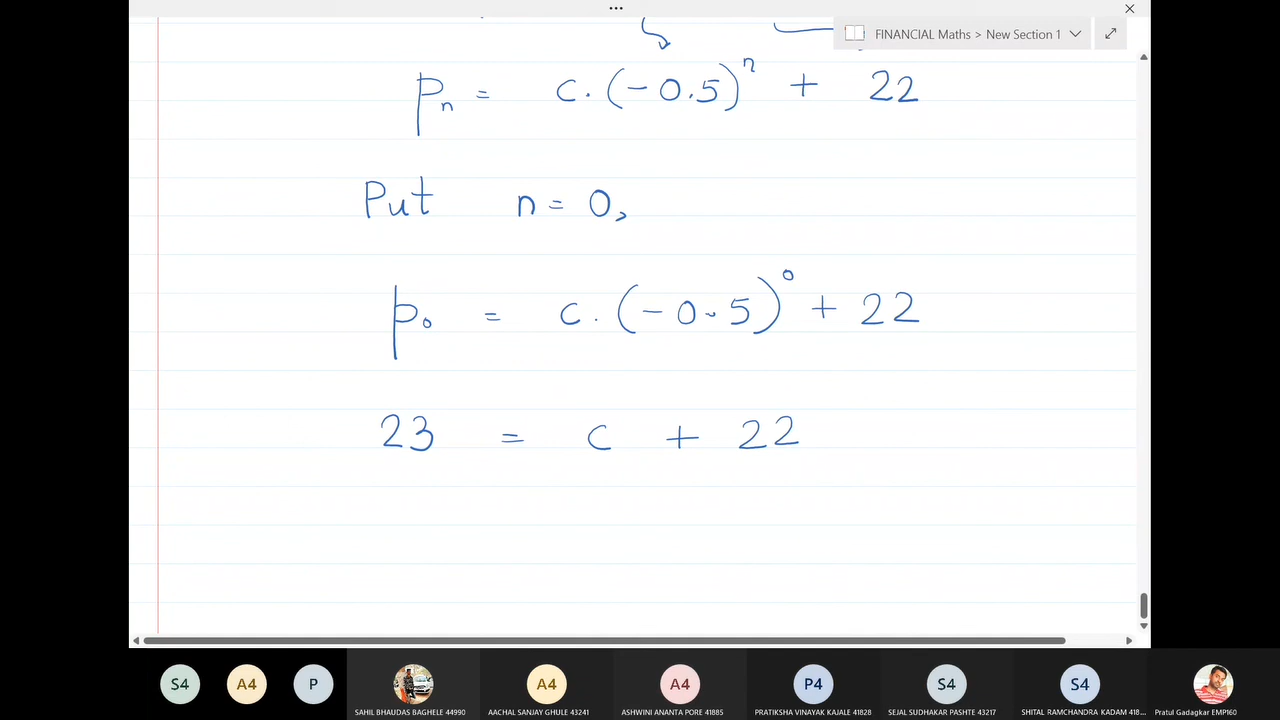 FINANCIAL Maths > New Section 1
pn = c.(-0.5)^n + 22
Put n = 0,
p0 = c.(-0.5)^0 + 22
23 = c + 22
S4
A4
P
SAHIL BHAUDAS BAGHELE 44990
A4
AACHAL SANJAY GHULE 43241
A4
ASHWINI ANANTA PORE 41885
P4
PRATIKSHA VINAYAK KAJALE 41828
S4
SEJAL SUDHAKAR PASHTE 43217
S4
SHITAL RAMCHANDRA KADAM 418...
Pratul Gadagkar EMP160